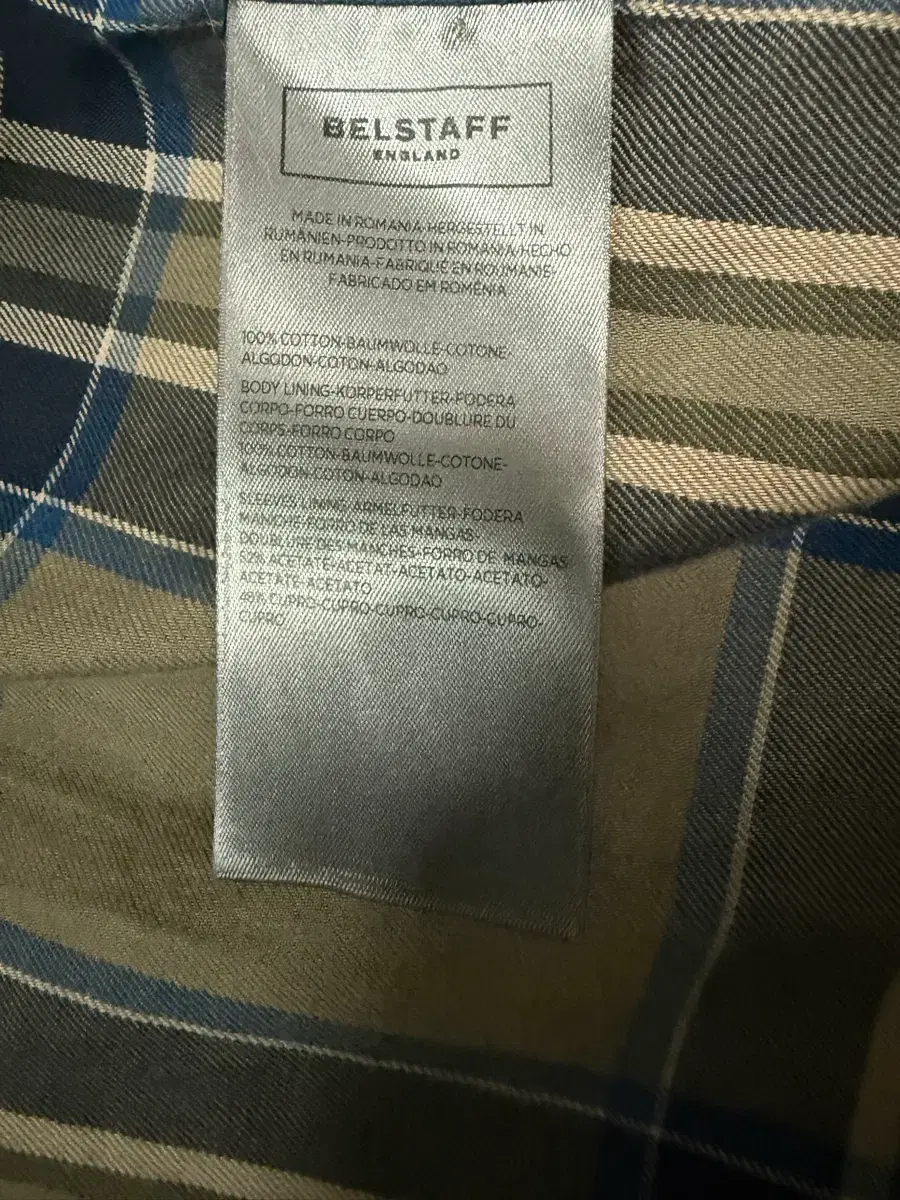 BELSTAFF
ENGLAND
MADE IN ROMANIA-HERGESTELLT IN
RUMÄNIEN-PRODOTTO IN ROMANIA-HECHO
EN RUMANIA-FABRIQUÉ EN ROUMANIE-
FABRICADO EM ROMÉNIA
100% COTTON-BAUMWOLLE-COTONE-
ALGODON-COTON-ALGODAO
BODY LINING-KÖRPERFUTTER-FODERA
CORPO-FORRO CUERPO-DOUBLURE DU
CORPS-FORRO CORPO
100% COTTON-BAUMWOLLE-COTONE-
ALGODON-COTON-ALGODAO
SLEEVES LINING-ARMELFUTTER-FODERA
MANICHE-FORRO DE LAS MANGAS-
DOUBLURE DES MANCHES-FORRO DE MANGAS
52% ACETATE-ACETAT-ACETATO-ACETATO-
ACETATE-ACETATO
48% CUPRO-CUPRO-CUPRO-CUPRO-CUPRO-
CUPRO